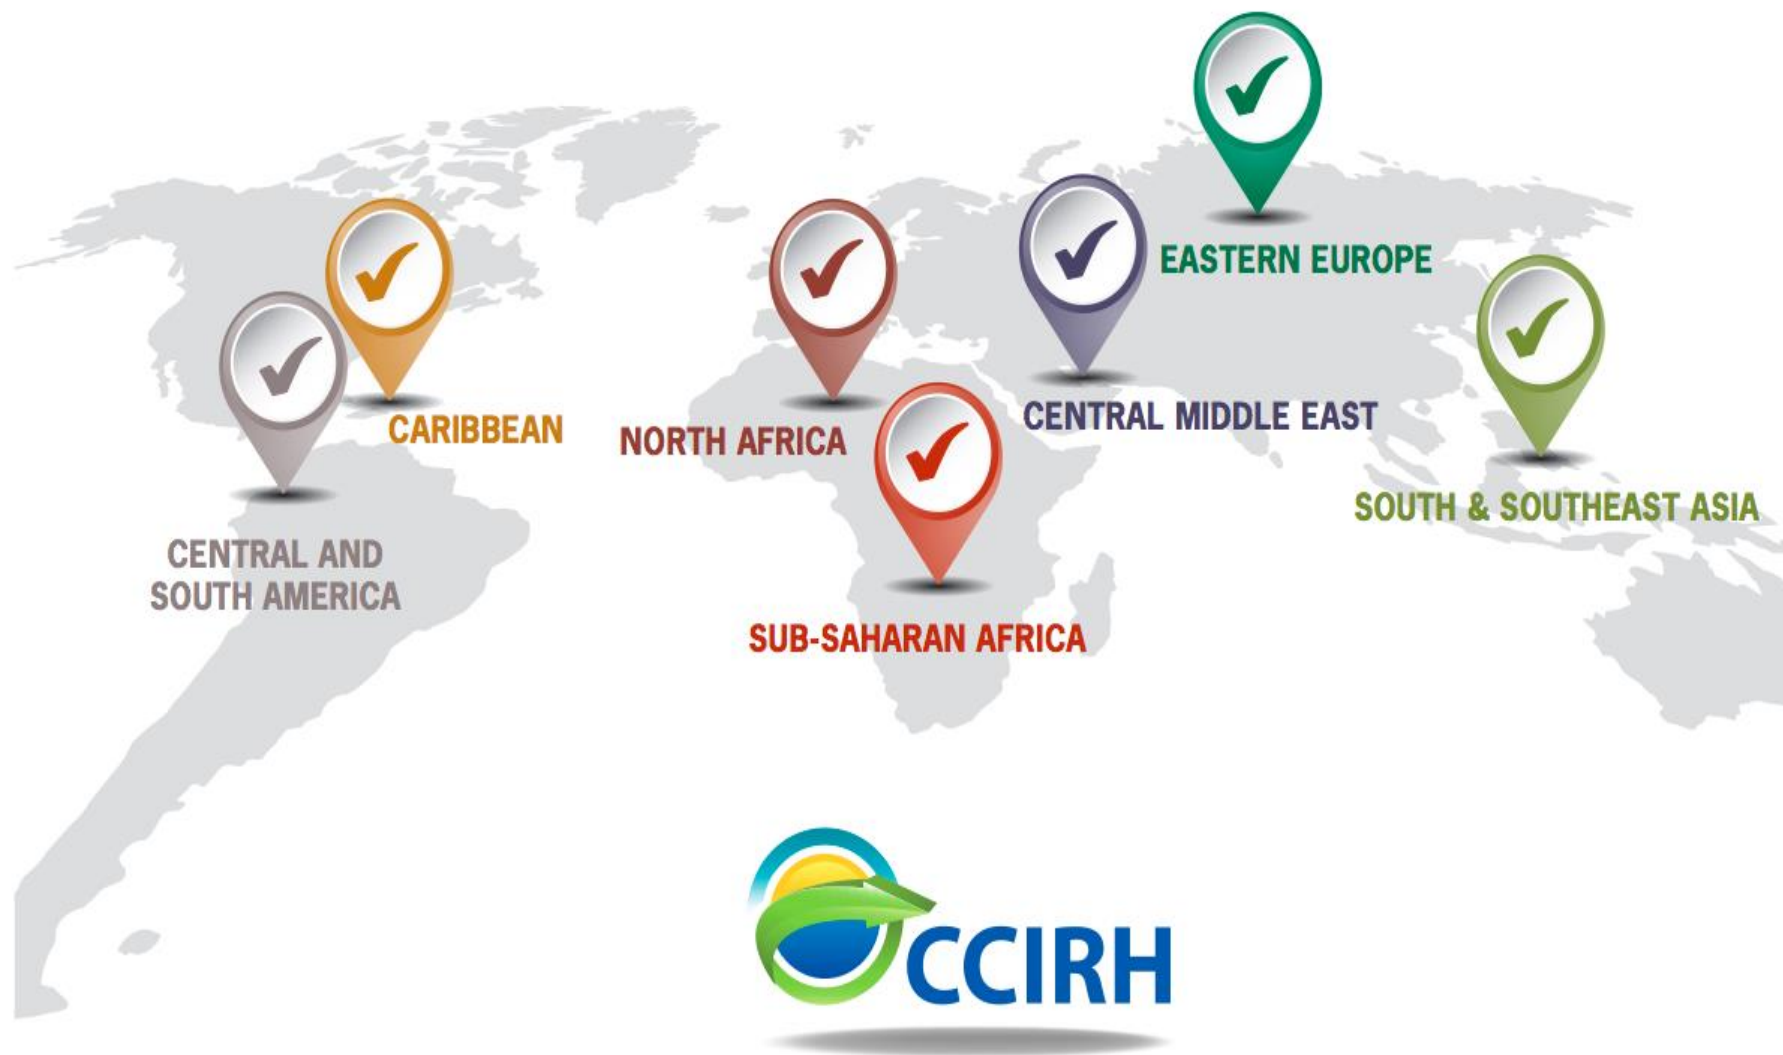 EASTERN EUROPE
CARIBBEAN
NORTH AFRICA
CENTRAL MIDDLE EAST
SOUTH & SOUTHEAST ASIA
CENTRAL AND
SOUTH AMERICA
SUB-SAHARAN AFRICA
CCIRH